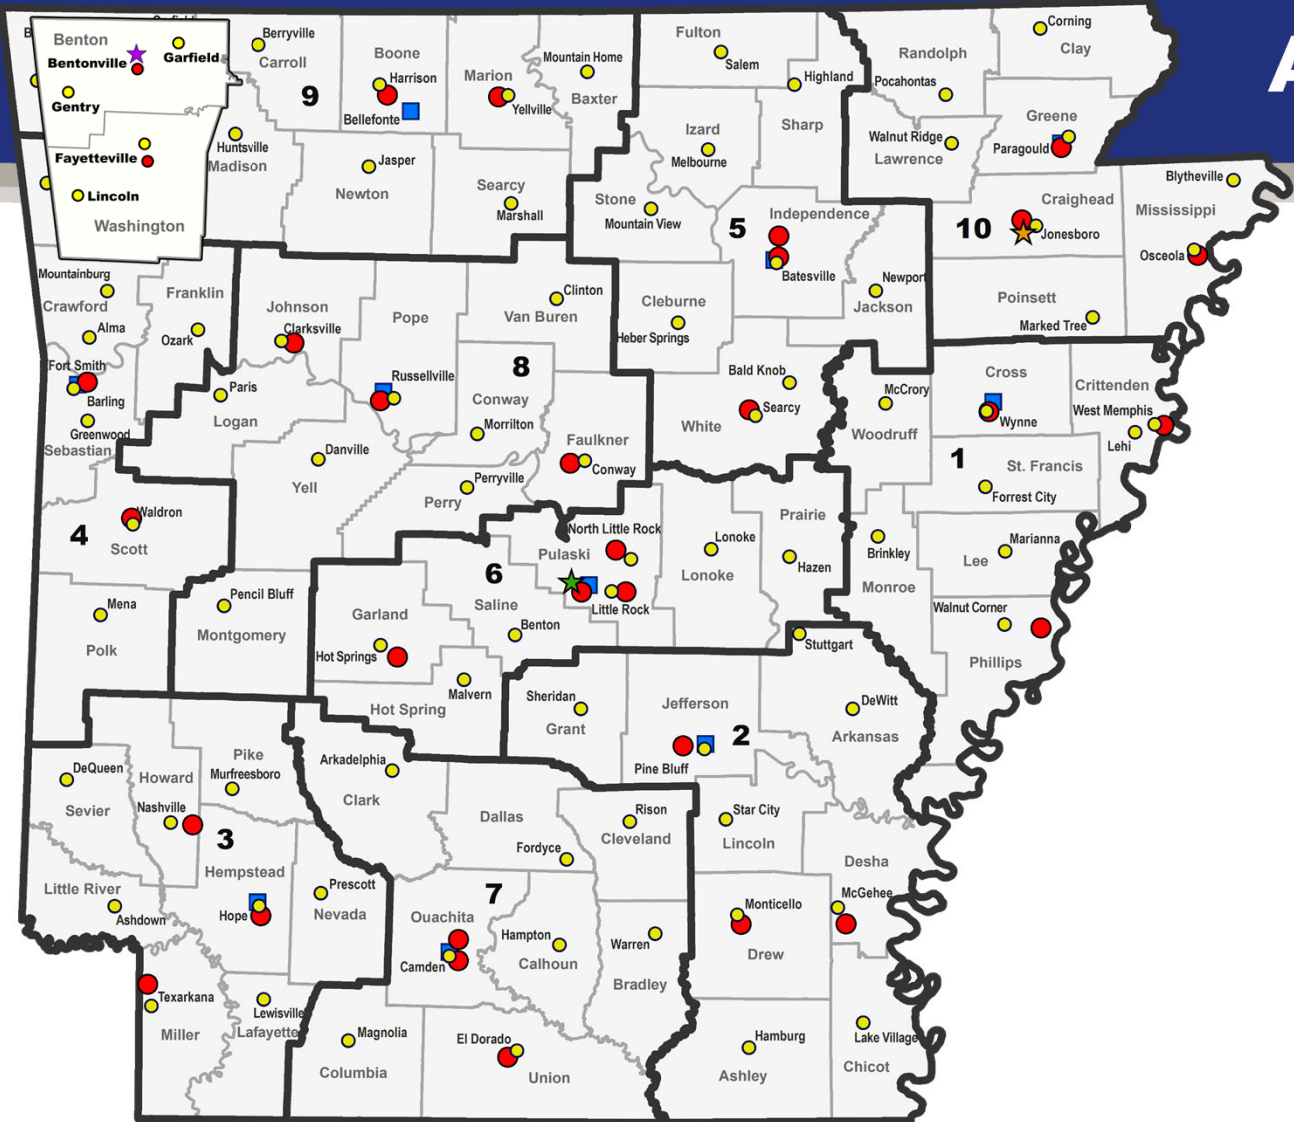 A
B
Benton
Bentonville
Garfield
Gentry
Fayetteville
Lincoln
Washington
Berryville
Carroll
Boone
Harrison
Bellefonte
9
Marion
Yellville
Mountain Home
Baxter
Fulton
Salem
Highland
Sharp
Randolph
Pocahontas
Corning
Clay
Greene
Paragould
Walnut Ridge
Lawrence
Huntsville
Madison
Jasper
Newton
Searcy
Marshall
Izard
Melbourne
Stone
Mountain View
5
Independence
Batesville
Newport
Jackson
10
Craighead
Jonesboro
Blytheville
Mississippi
Osceola
Poinsett
Marked Tree
Mountainburg
Crawford
Alma
Franklin
Ozark
Johnson
Clarksville
Pope
Clinton
Van Buren
Cleburne
Heber Springs
Fort Smith
Barling
Greenwood
Sebastian
Paris
Logan
Russellville
8
Conway
Morrilton
Faulkner
Conway
Bald Knob
Searcy
White
McCrory
Woodruff
Cross
Wynne
Crittenden
West Memphis
Lehi
1
St. Francis
Forrest City
Danville
Yell
Perryville
Perry
Waldron
4
Scott
North Little Rock
Pulaski
Little Rock
Lonoke
Lonoke
Prairie
Hazen
Brinkley
Monroe
Marianna
Lee
Walnut Corner
Phillips
Mena
Polk
Pencil Bluff
Montgomery
6
Garland
Hot Springs
Saline
Benton
Malvern
Hot Spring
Stuttgart
Sheridan
Grant
Jefferson
2
Pine Bluff
DeWitt
Arkansas
DeQueen
Sevier
Howard
Nashville
Pike
Murfreesboro
3
Arkadelphia
Clark
Dallas
Fordyce
Rison
Cleveland
Star City
Lincoln
Desha
McGehee
Little River
Ashdown
Hempstead
Hope
Prescott
Nevada
7
Ouachita
Camden
Hampton
Calhoun
Warren
Bradley
Monticello
Drew
Texarkana
Miller
Lewisville
Lafayette
Magnolia
Columbia
El Dorado
Union
Hamburg
Ashley
Lake Village
Chicot